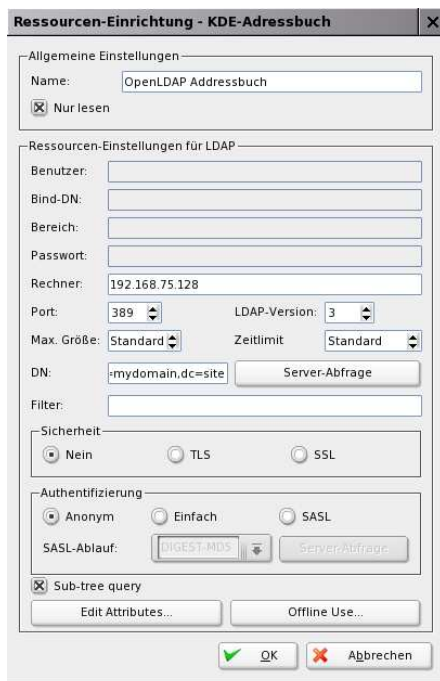 Ressourcen-Einrichtung - KDE-Adressbuch
Allgemeine Einstellungen
Name: OpenLDAP Addressbuch
Nur lesen
Ressourcen-Einstellungen für LDAP
Benutzer:
Bind-DN:
Bereich:
Passwort:
Rechner: 192.168.75.128
Port: 389 LDAP-Version: 3
Max. Größe: Standard Zeitlimit Standard
DN: =mydomain,dc=site Server-Abfrage
Filter:
Sicherheit
Nein TLS SSL
Authentifizierung
Anonym Einfach SASL
SASL-Ablauf: DIGEST-MD5 Server-Abfrage
Sub-tree query
Edit Attributes... Offline Use...
OK Abbrechen